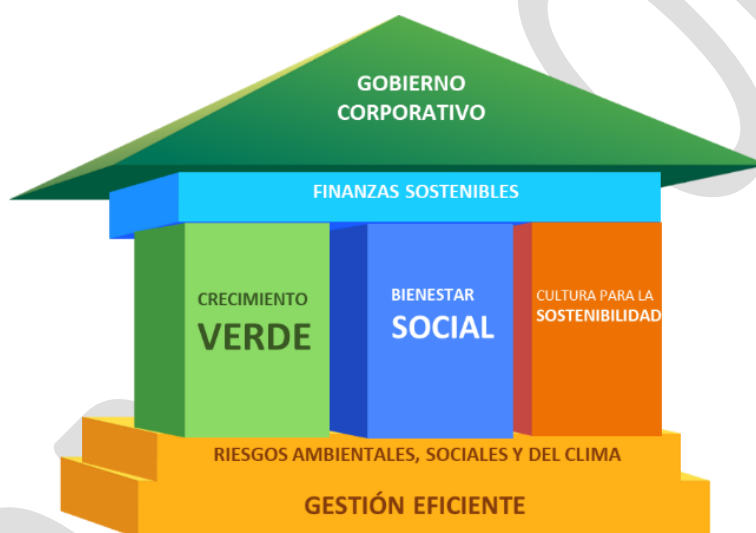 GOBIERNO
CORPORATIVO
FINANZAS SOSTENIBLES
CRECIMIENTO
VERDE
BIENESTAR
SOCIAL
CULTURA PARA LA
SOSTENIBILIDAD
RIESGOS AMBIENTALES, SOCIALES Y DEL CLIMA
GESTIÓN EFICIENTE